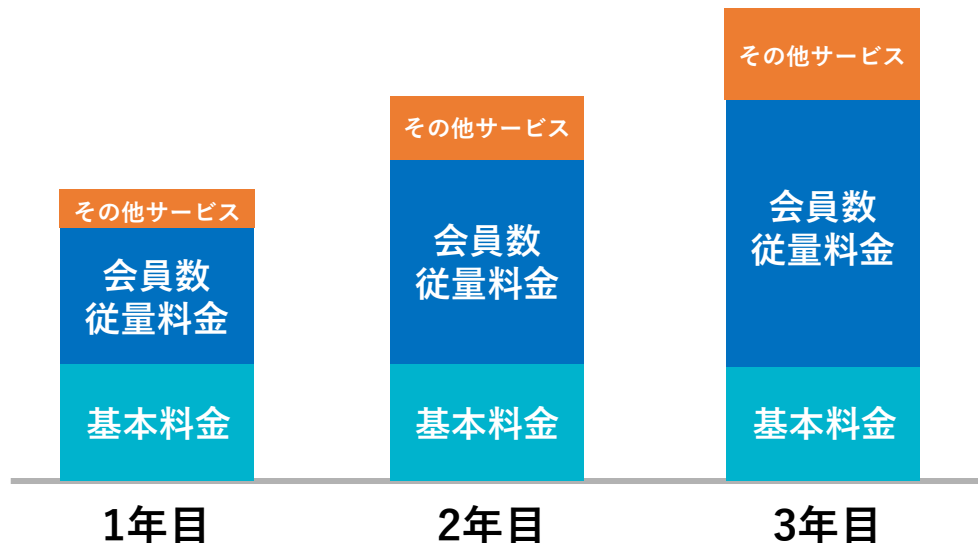 その他サービス
会員数
従量料金
基本料金
1年目
その他サービス
会員数
従量料金
基本料金
2年目
その他サービス
会員数
従量料金
基本料金
3年目